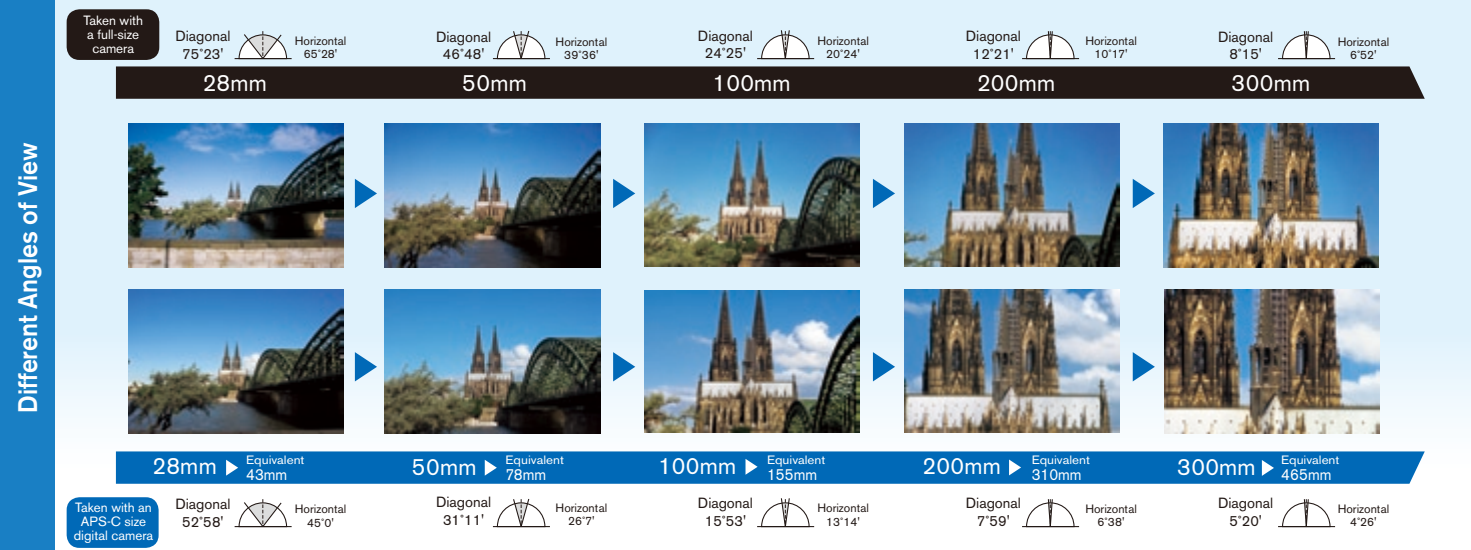 Different Angles of View
Taken with
a full-size
camera
Diagonal
75°23'
Horizontal
65°28'
Diagonal
46°48'
Horizontal
39°36'
Diagonal
24°25'
Horizontal
20°24'
Diagonal
12°21'
Horizontal
10°17'
Diagonal
8°15'
Horizontal
6°52'
28mm
50mm
100mm
200mm
300mm
28mm
Equivalent
43mm
50mm
Equivalent
78mm
100mm
Equivalent
155mm
200mm
Equivalent
310mm
300mm
Equivalent
465mm
Taken with an
APS-C size
digital camera
Diagonal
52°58'
Horizontal
45°0'
Diagonal
31°11'
Horizontal
26°7'
Diagonal
15°53'
Horizontal
13°14'
Diagonal
7°59'
Horizontal
6°38'
Diagonal
5°20'
Horizontal
4°26'